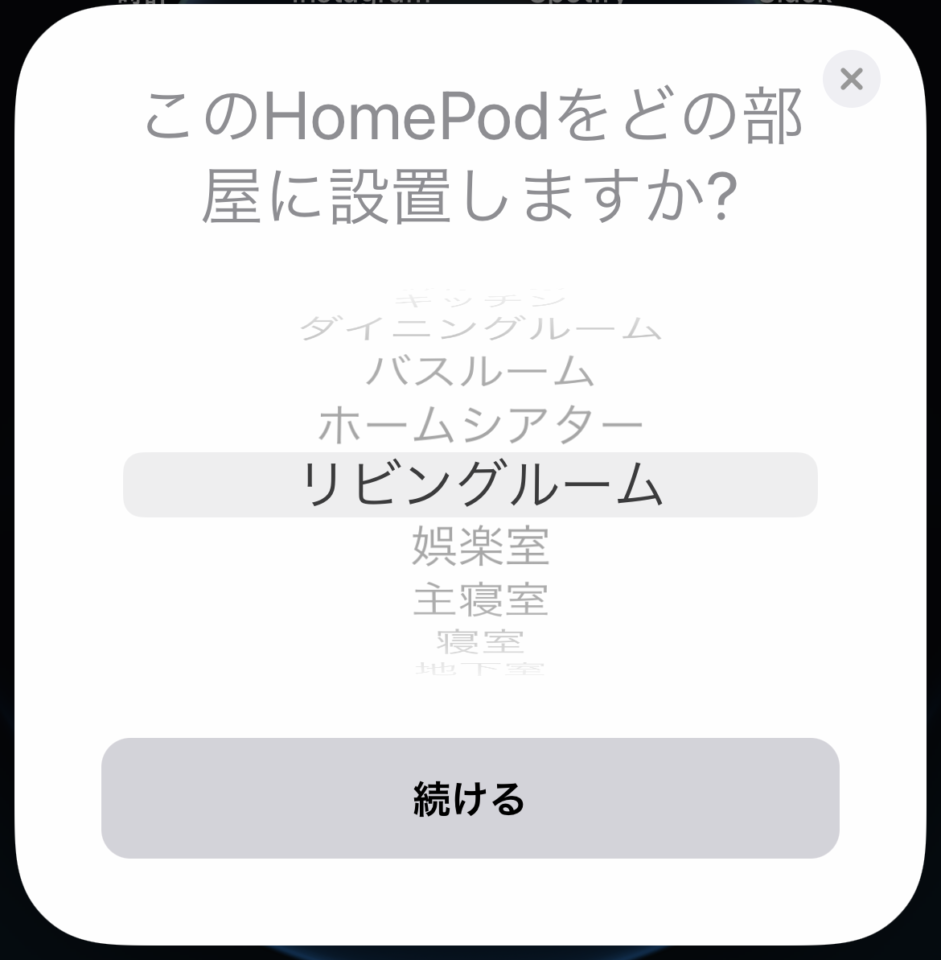 このHomePodをどの部
屋に設置しますか?
キッチン
ダイニングルーム
バスルーム
ホームシアター
リビングルーム
娯楽室
主寝室
寝室
地下室
続ける